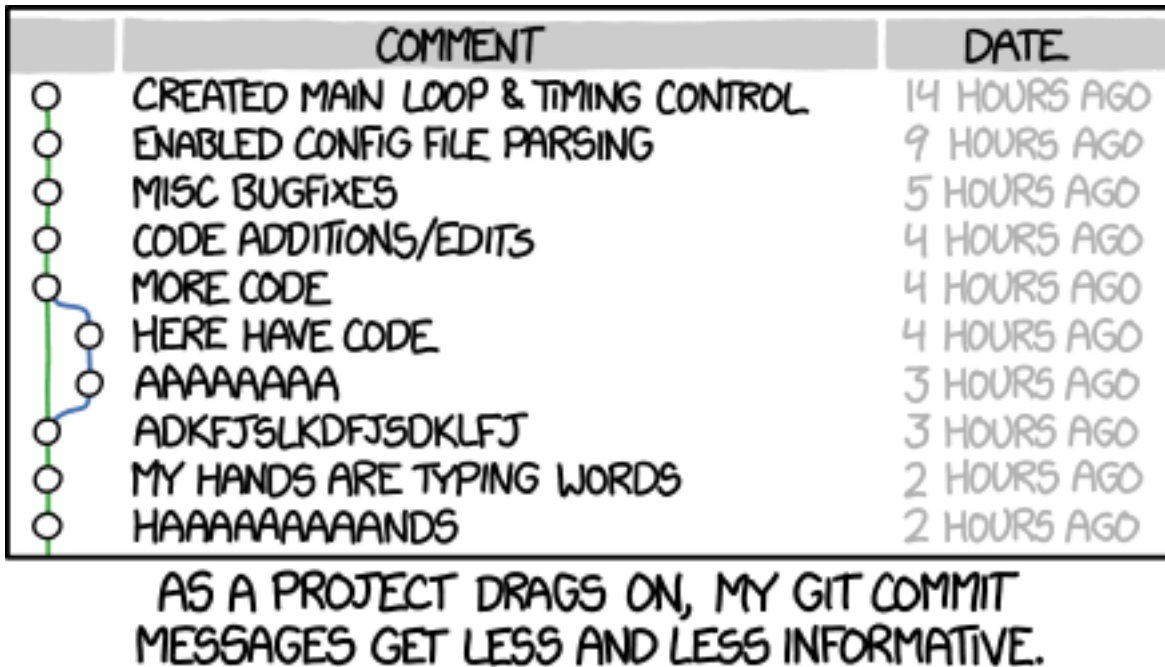 COMMENT DATE
CREATED MAIN LOOP & TIMING CONTROL 14 HOURS AGO
ENABLED CONFIG FILE PARSING 9 HOURS AGO
MISC BUGFIXES 5 HOURS AGO
CODE ADDITIONS/EDITS 4 HOURS AGO
MORE CODE 4 HOURS AGO
HERE HAVE CODE 4 HOURS AGO
AAAAAAAA 3 HOURS AGO
ADKFJSLKDFJSDKLFJ 3 HOURS AGO
MY HANDS ARE TYPING WORDS 2 HOURS AGO
HAAAAAAAAANDS 2 HOURS AGO
AS A PROJECT DRAGS ON, MY GIT COMMIT
MESSAGES GET LESS AND LESS INFORMATIVE.